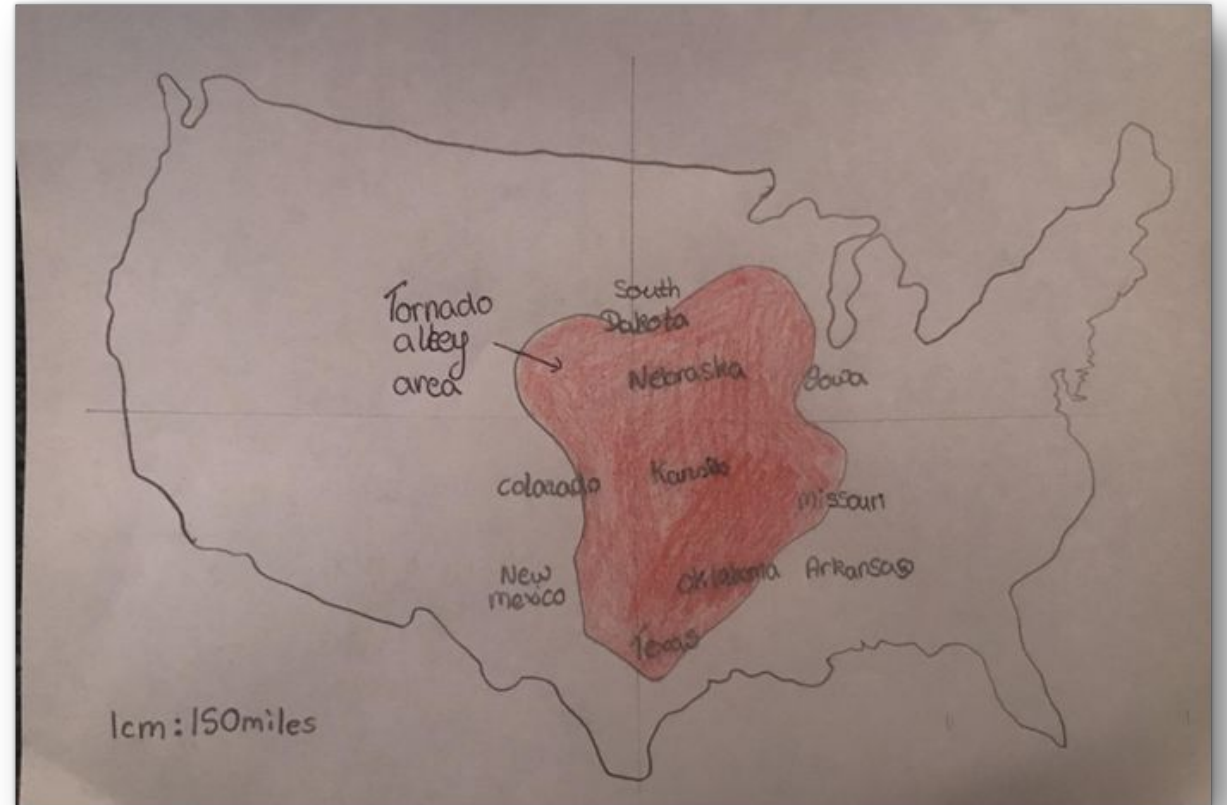 South
Dakota
Tornado
alley
area
Nebraska
Iowa
Colorado
Kansas
Missouri
New
mexico
Oklahoma
Arkansas
Texas
1cm:150miles